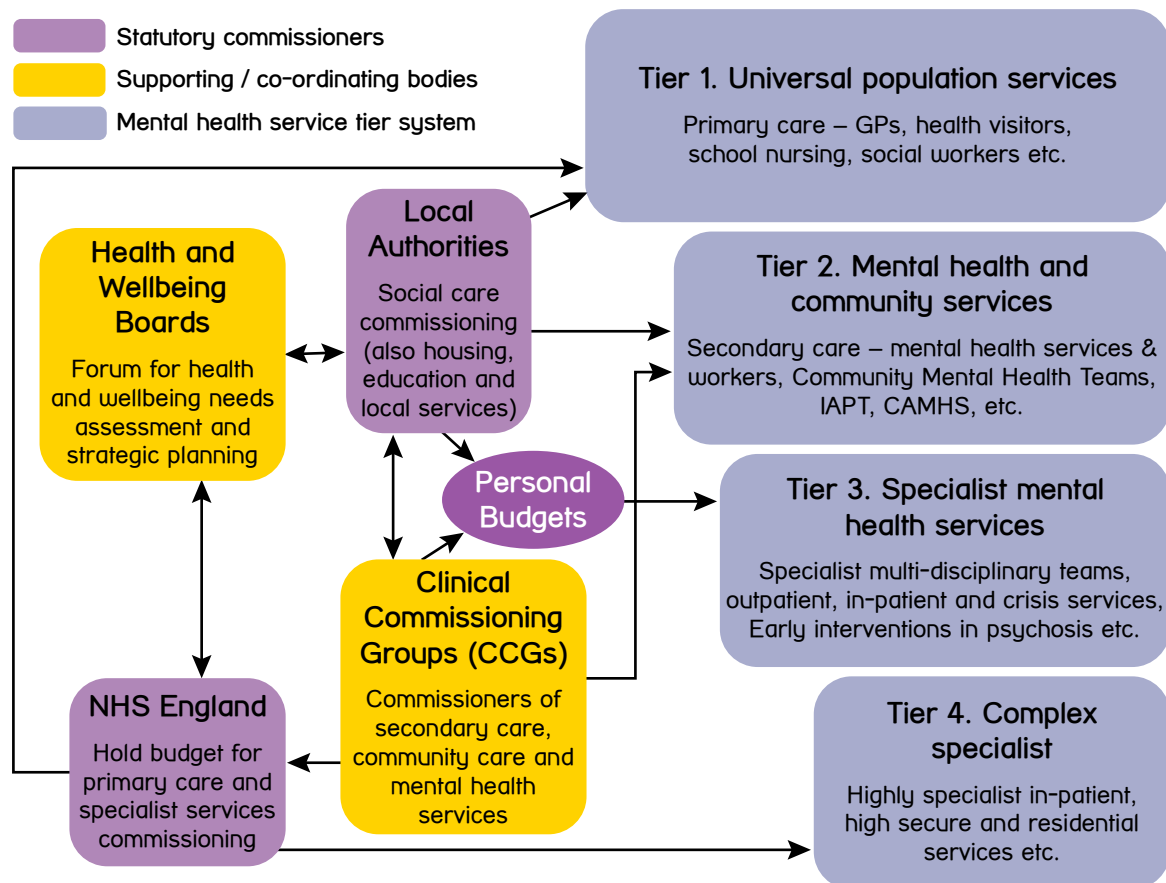 Statutory commissioners
Supporting / co-ordinating bodies
Mental health service tier system
Tier 1. Universal population services
Primary care – GPs, health visitors,
school nursing, social workers etc.
Local
Authorities
Social care
commissioning
(also housing,
education and
local services)
Health and
Wellbeing
Boards
Forum for health
and wellbeing needs
assessment and
strategic planning
Tier 2. Mental health and
community services
Secondary care – mental health services &
workers, Community Mental Health Teams,
IAPT, CAMHS, etc.
Personal
Budgets
Tier 3. Specialist mental
health services
Specialist multi-disciplinary teams,
outpatient, in-patient and crisis services,
Early interventions in psychosis etc.
Clinical
Commissioning
Groups (CCGs)
Commissioners of
secondary care,
community care and
mental health
services
NHS England
Hold budget for
primary care and
specialist services
commissioning
Tier 4. Complex
specialist
Highly specialist in-patient,
high secure and residential
services etc.